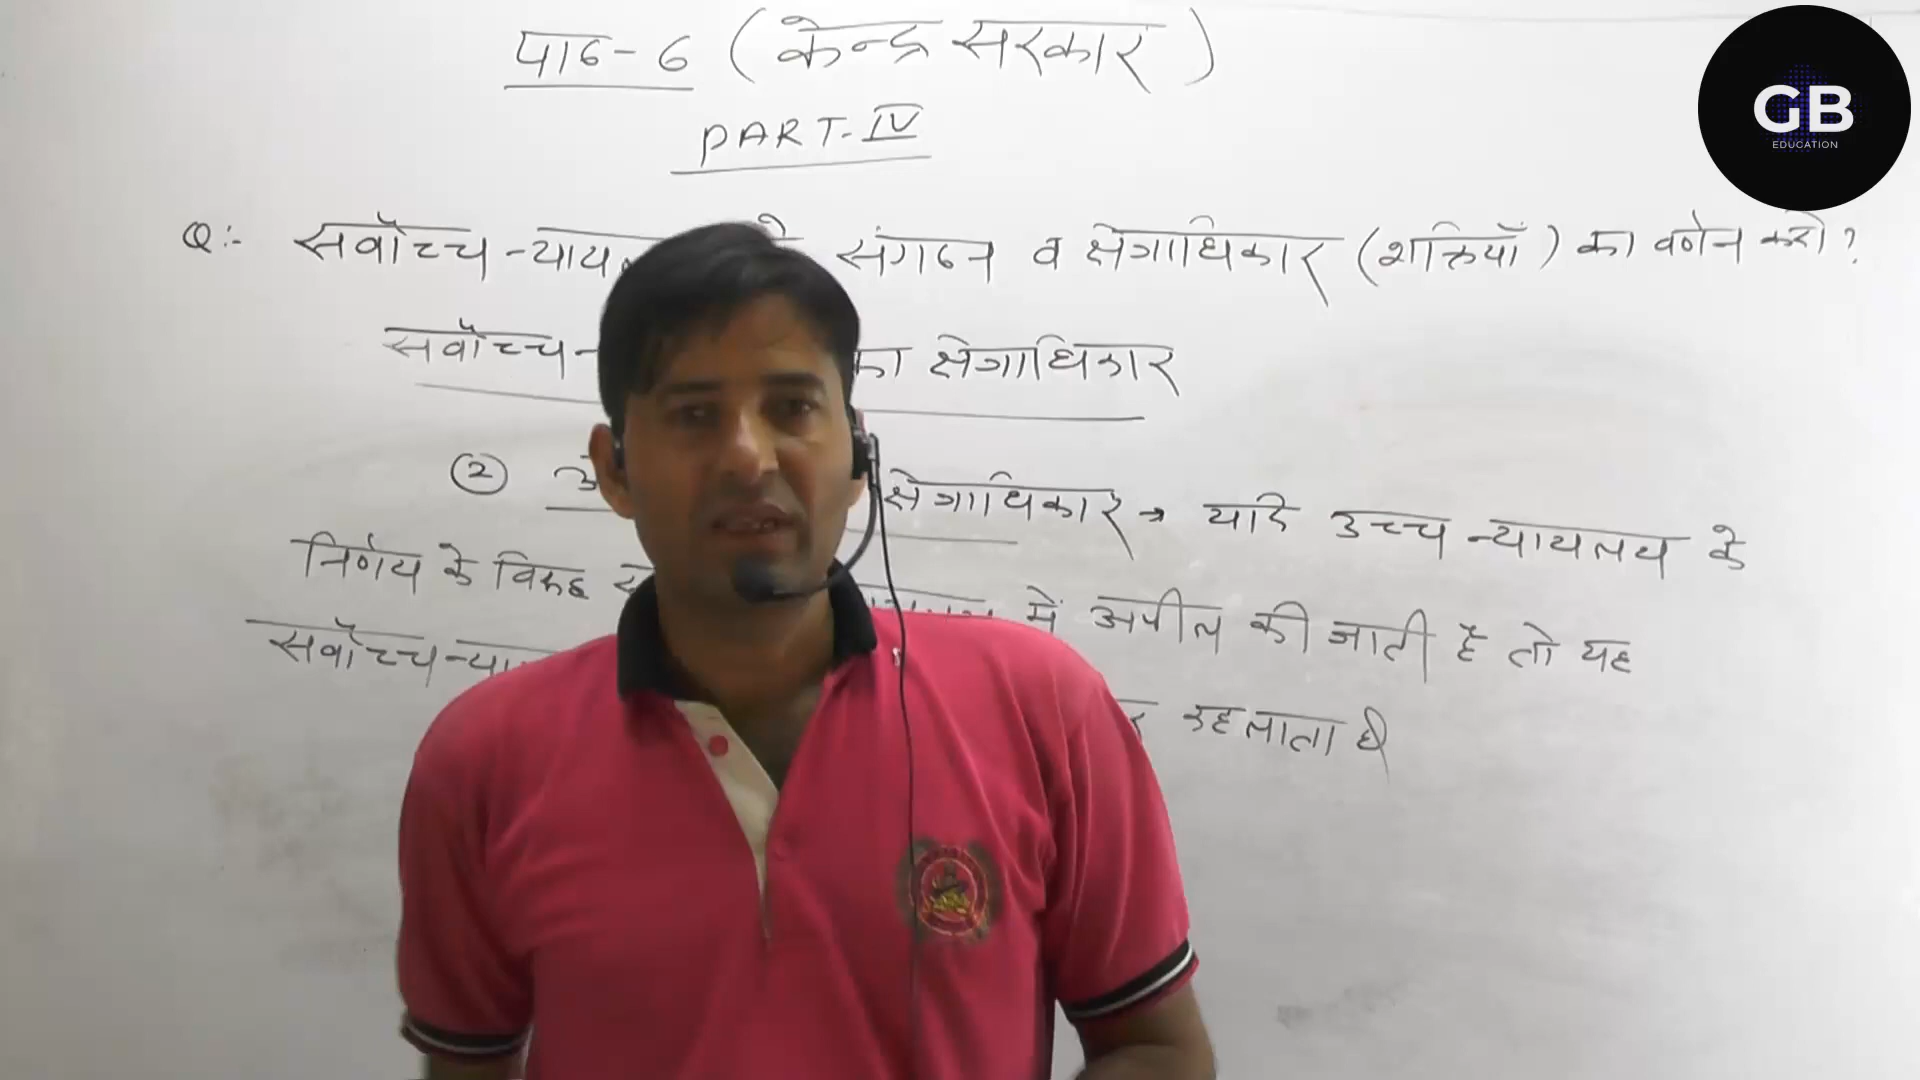 पाठ-6 (केन्द्र सरकार)
PART-IV
GB
EDUCATION
Q:- सर्वोच्च संगठन व क्षेत्राधिकार (शक्तियाँ) का वर्णन करो?
सर्वोच्च का क्षेत्राधिकार
② क्षेत्राधिकार → यदि उच्च न्यायलय के
निर्णय के विरुद्ध में अपील की जाती है तो यह
सर्वोच्च कहलाता है